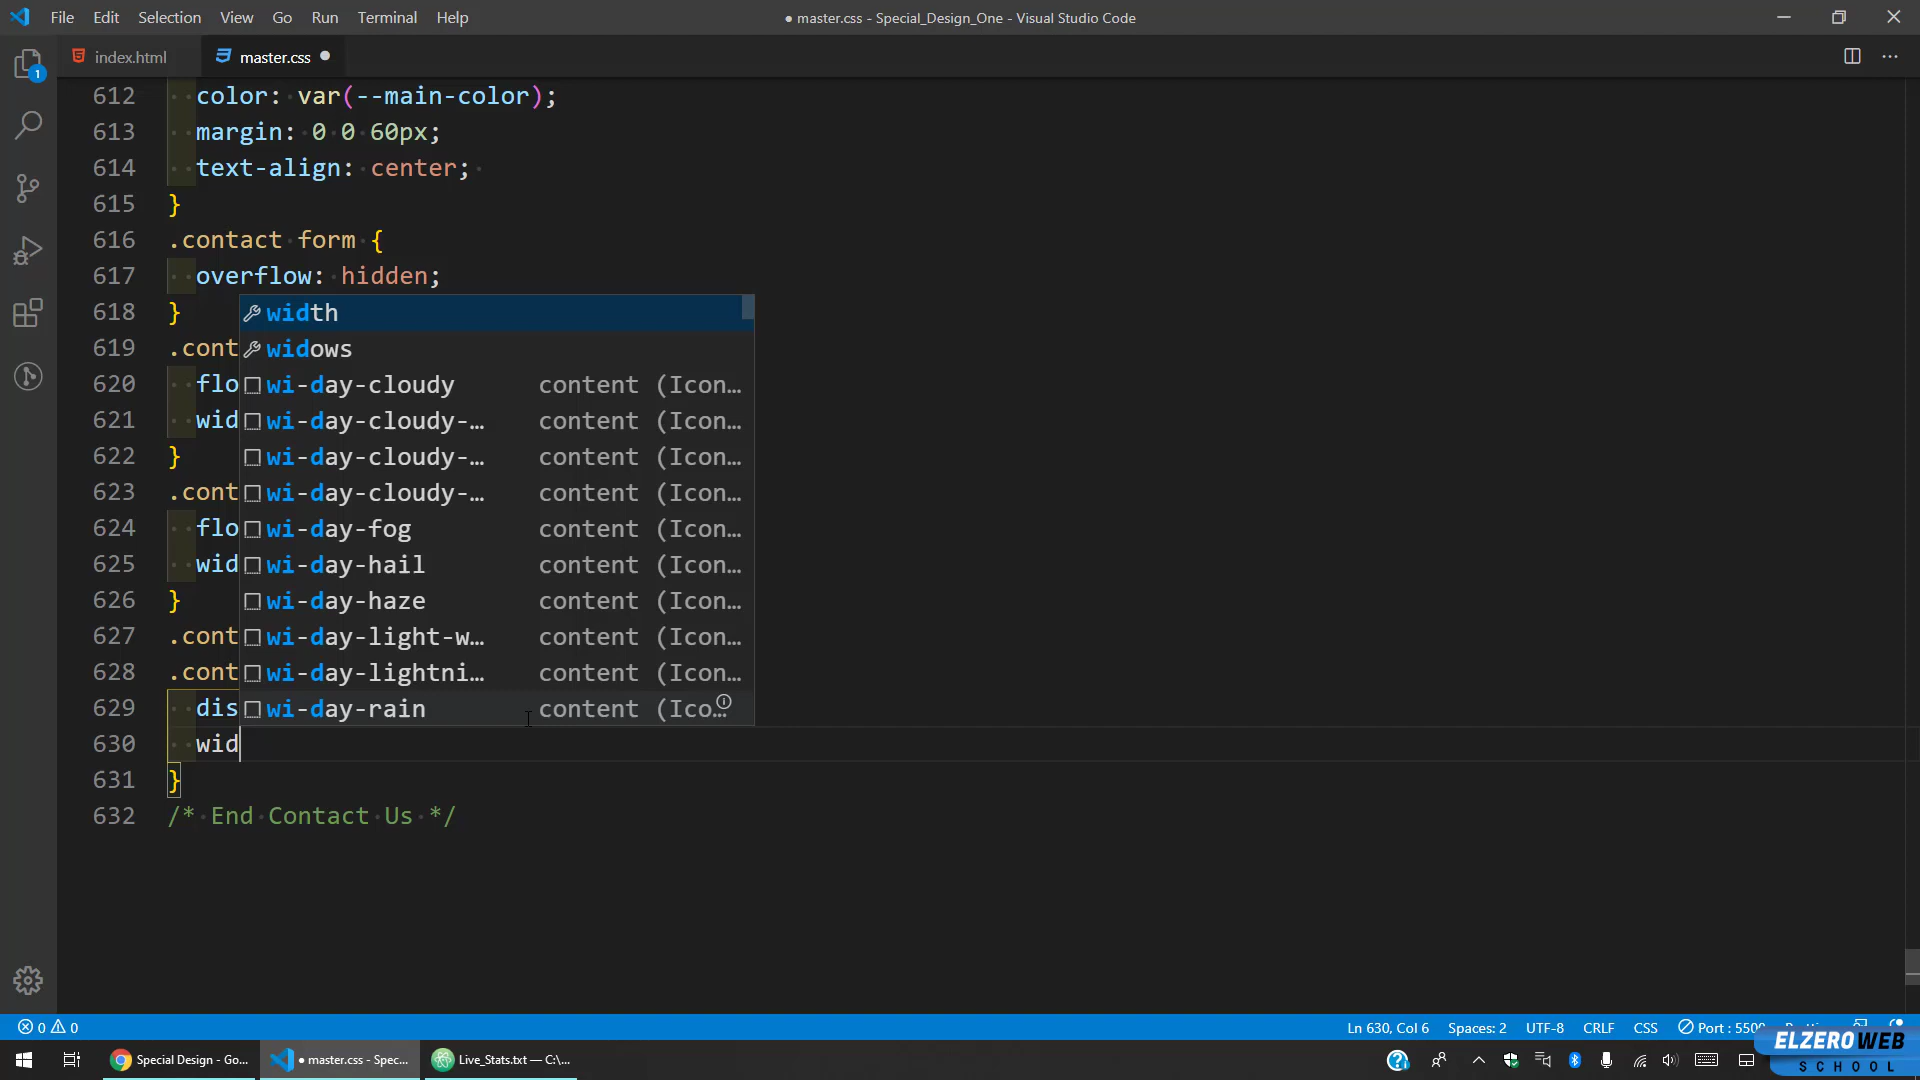 File Edit Selection View Go Run Terminal Help
● master.css - Special_Design_One - Visual Studio Code
index.html
master.css
612 color: var(--main-color);
613 margin: 0 0 60px;
614 text-align: center;
615 }
616 .contact form {
617 overflow: hidden;
618 }
619 .cont
620 flo
621 wid
622 }
623 .cont
624 flo
625 wid
626 }
627 .cont
628 .cont
629 dis
630 wid
631 }
632 /* End Contact Us */
width
widows
wi-day-cloudy content (Icon…
wi-day-cloudy-… content (Icon…
wi-day-cloudy-… content (Icon…
wi-day-cloudy-… content (Icon…
wi-day-fog content (Icon…
wi-day-hail content (Icon…
wi-day-haze content (Icon…
wi-day-light-w… content (Icon…
wi-day-lightni… content (Icon…
wi-day-rain content (Ico…
1
0 0
Ln 630, Col 6 Spaces: 2 UTF-8 CRLF CSS Port : 5500
Special Design - Go...
● master.css - Spec...
Live_Stats.txt — C:\...
ELZEROWEB
SCHOOL